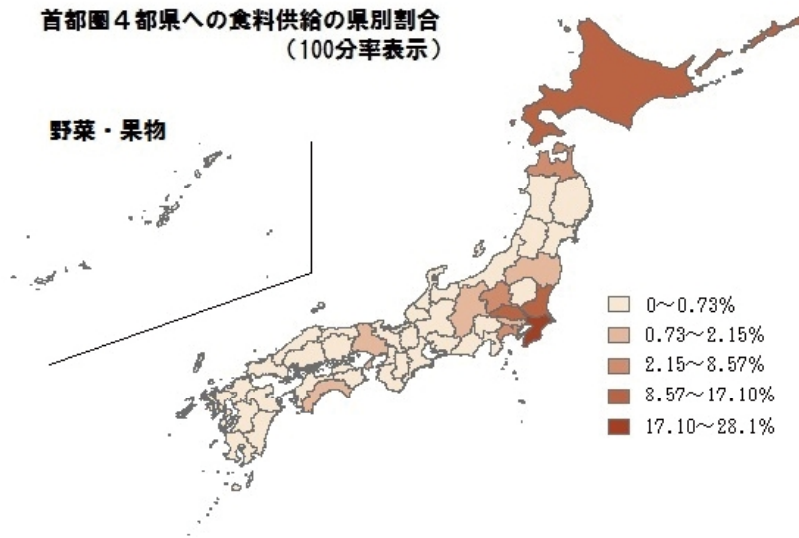 首都圏４都県への食料供給の県別割合
（100分率表示）
野菜・果物
0～0.73%
0.73～2.15%
2.15～8.57%
8.57～17.10%
17.10～28.1%